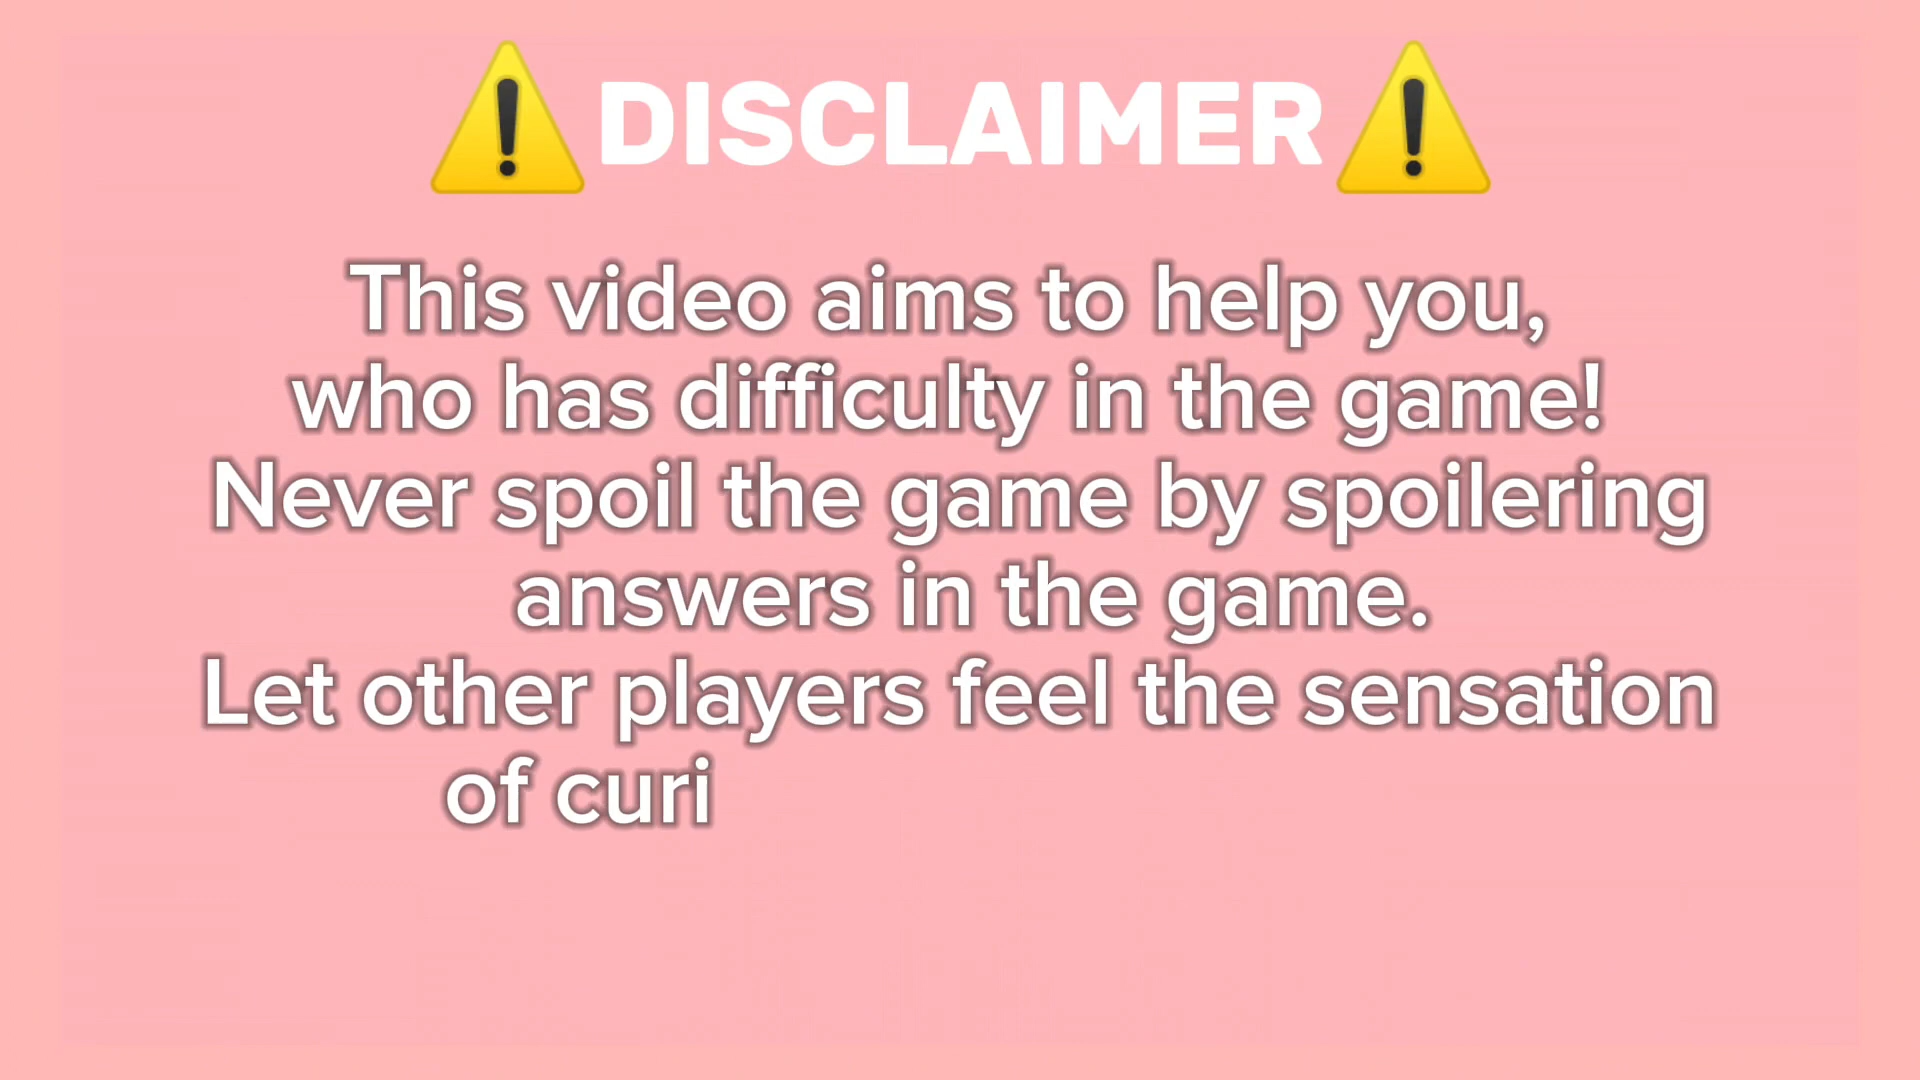 ⚠️DISCLAIMER⚠️
This video aims to help you,
who has difficulty in the game!
Never spoil the game by spoilering
answers in the game.
Let other players feel the sensation
of curi